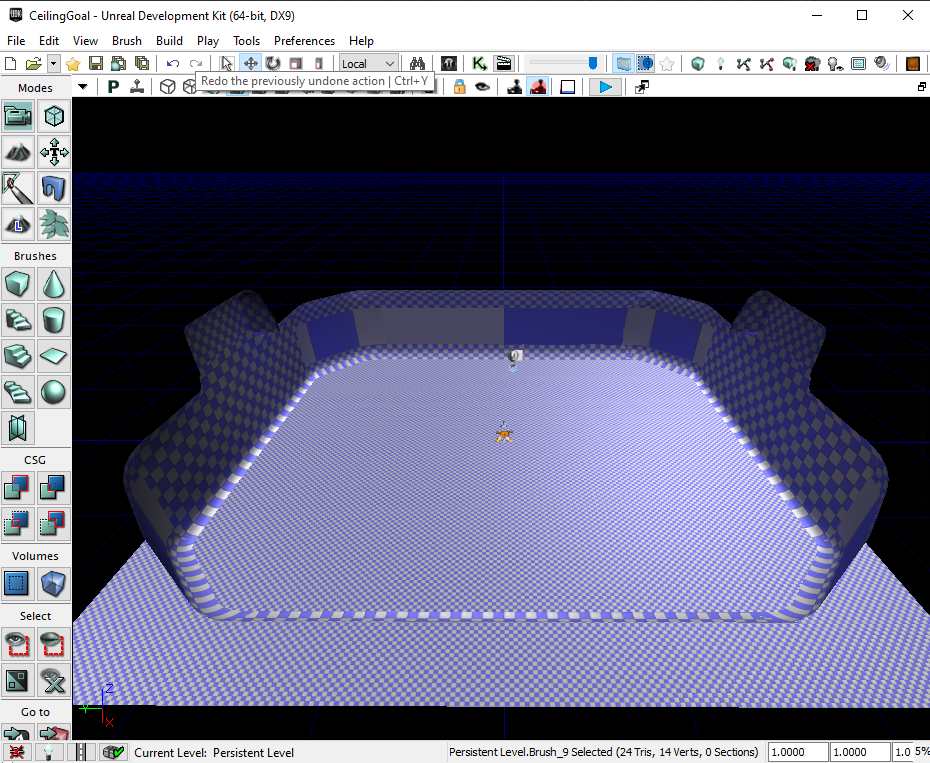 CeilingGoal - Unreal Development Kit (64-bit, DX9)
File Edit View Brush Build Play Tools Preferences Help
Local
Redo the previously undone action | Ctrl+Y
Modes
P
L
Brushes
CSG
Volumes
Select
Go to
Z
Y
X
Current Level: Persistent Level
Persistent Level.Brush_9 Selected (24 Tris, 14 Verts, 0 Sections)
1.0000
1.0000
1.0
5%